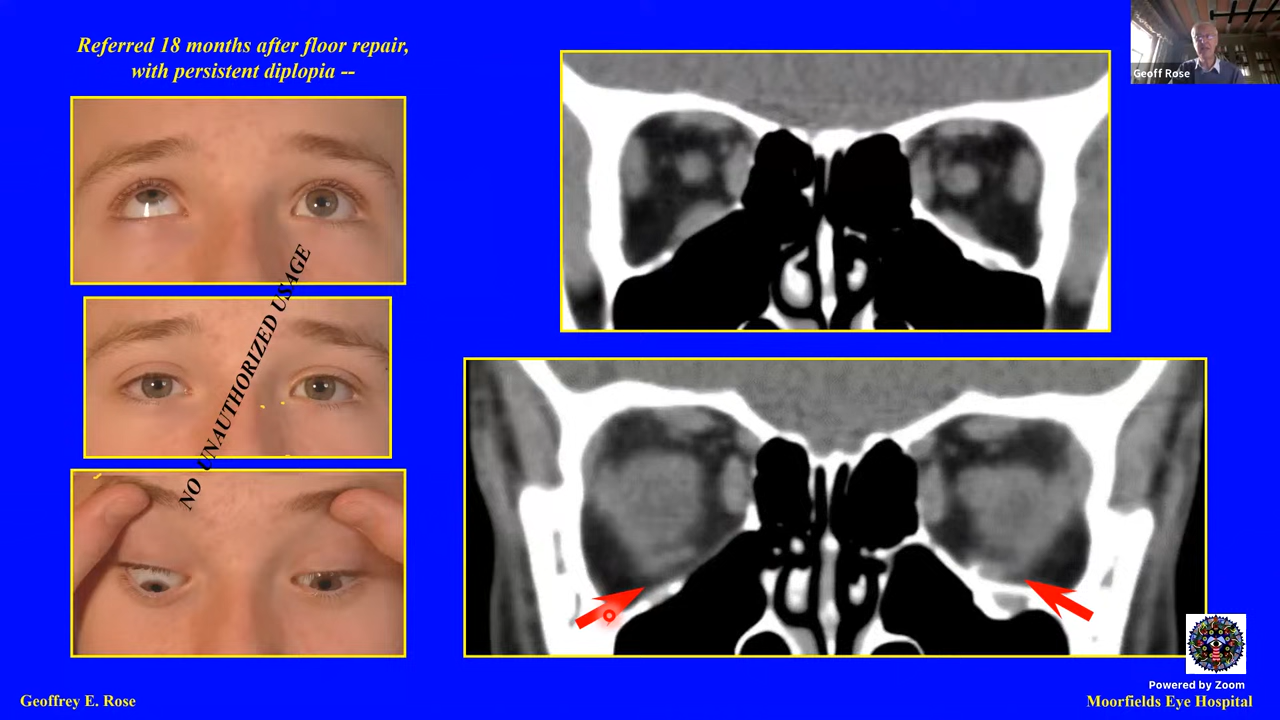 Referred 18 months after floor repair,
with persistent diplopia --
Geoff Rose
NO UNAUTHORIZED USAGE
Powered by Zoom
Geoffrey E. Rose
Moorfields Eye Hospital